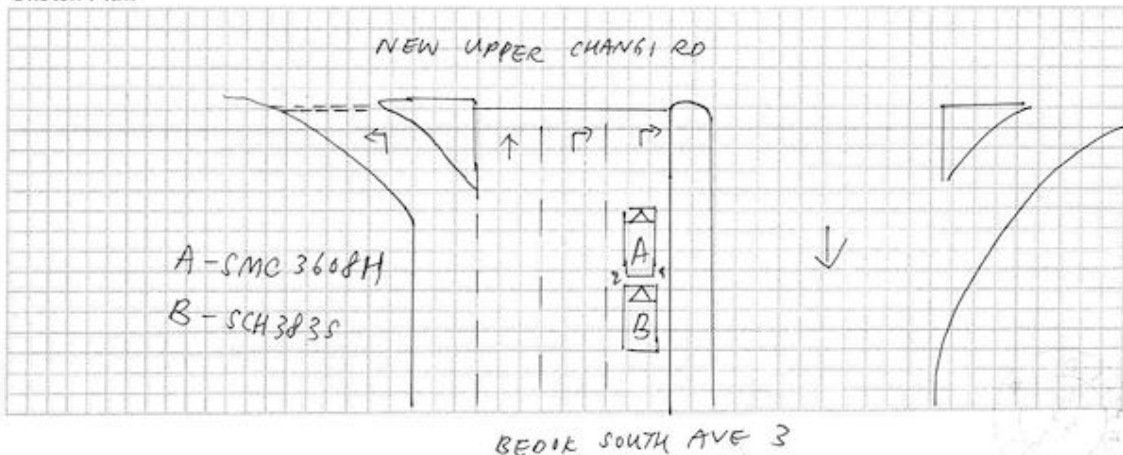 NEW UPPER CHANGI RD
A
B
A-SMC 3608H
B-SCH3835
BEDOK SOUTH AVE 3